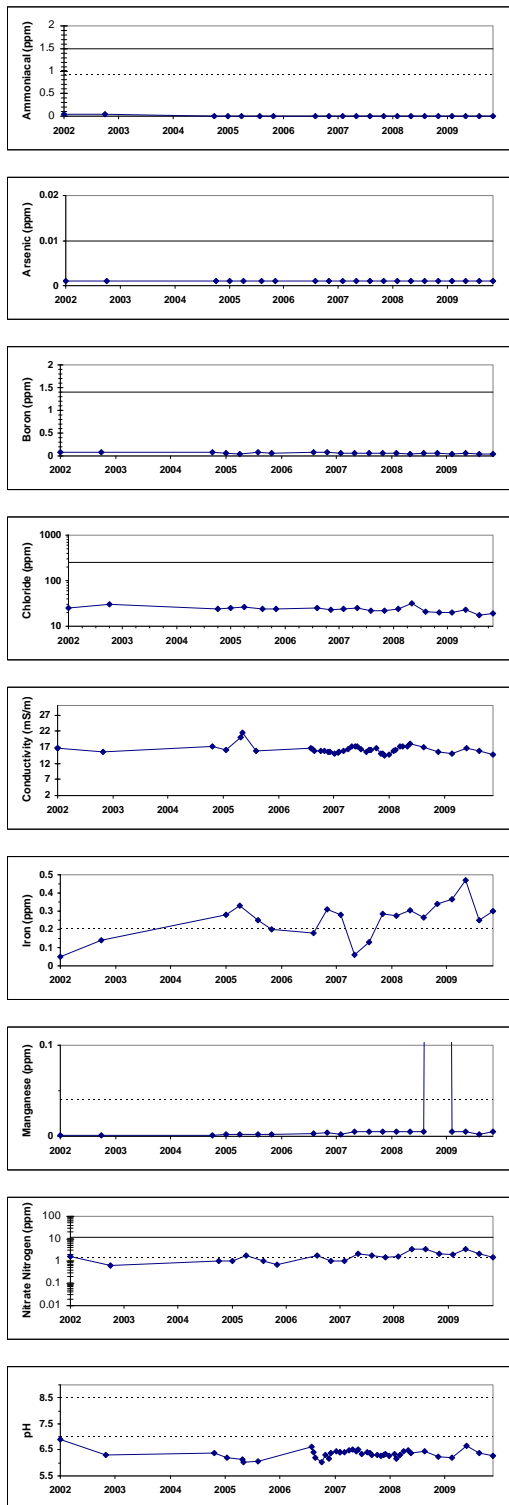 Ammoniacal (ppm)
2
1.5
1
0.5
0
2002 2003 2004 2005 2006 2007 2008 2009
Arsenic (ppm)
0.02
0.01
0
2002 2003 2004 2005 2006 2007 2008 2009
Boron (ppm)
2
1.5
1
0.5
0
2002 2003 2004 2005 2006 2007 2008 2009
Chloride (ppm)
1000
100
10
2002 2003 2004 2005 2006 2007 2008 2009
Conductivity (mS/m)
27
22
17
12
7
2
2002 2003 2004 2005 2006 2007 2008 2009
Iron (ppm)
0.5
0.4
0.3
0.2
0.1
0
2002 2003 2004 2005 2006 2007 2008 2009
Manganese (ppm)
0.1
0
2002 2003 2004 2005 2006 2007 2008 2009
Nitrate Nitrogen (ppm)
100
10
1
0.1
0.01
2002 2003 2004 2005 2006 2007 2008 2009
pH
8.5
7.5
6.5
5.5
2002 2003 2004 2005 2006 2007 2008 2009